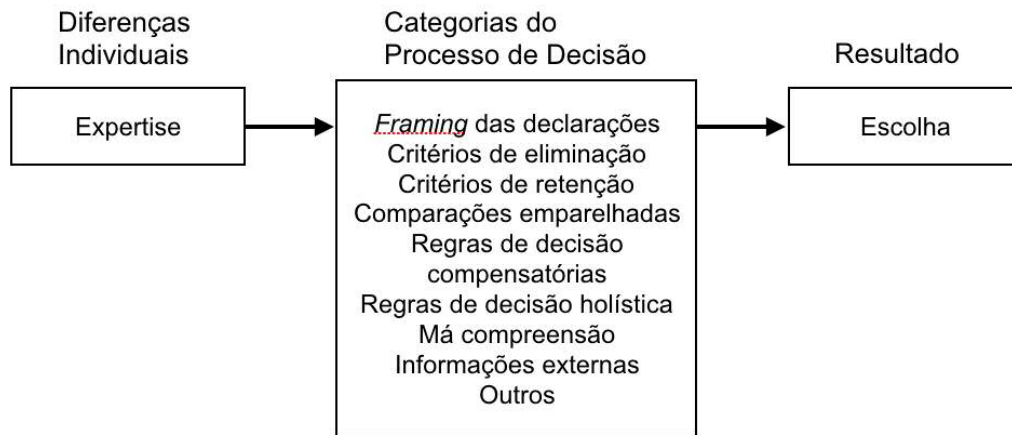 Diferenças
Individuais
Expertise
Categorias do
Processo de Decisão
Framing das declarações
Critérios de eliminação
Critérios de retenção
Comparações emparelhadas
Regras de decisão
compensatórias
Regras de decisão holística
Má compreensão
Informações externas
Outros
Resultado
Escolha